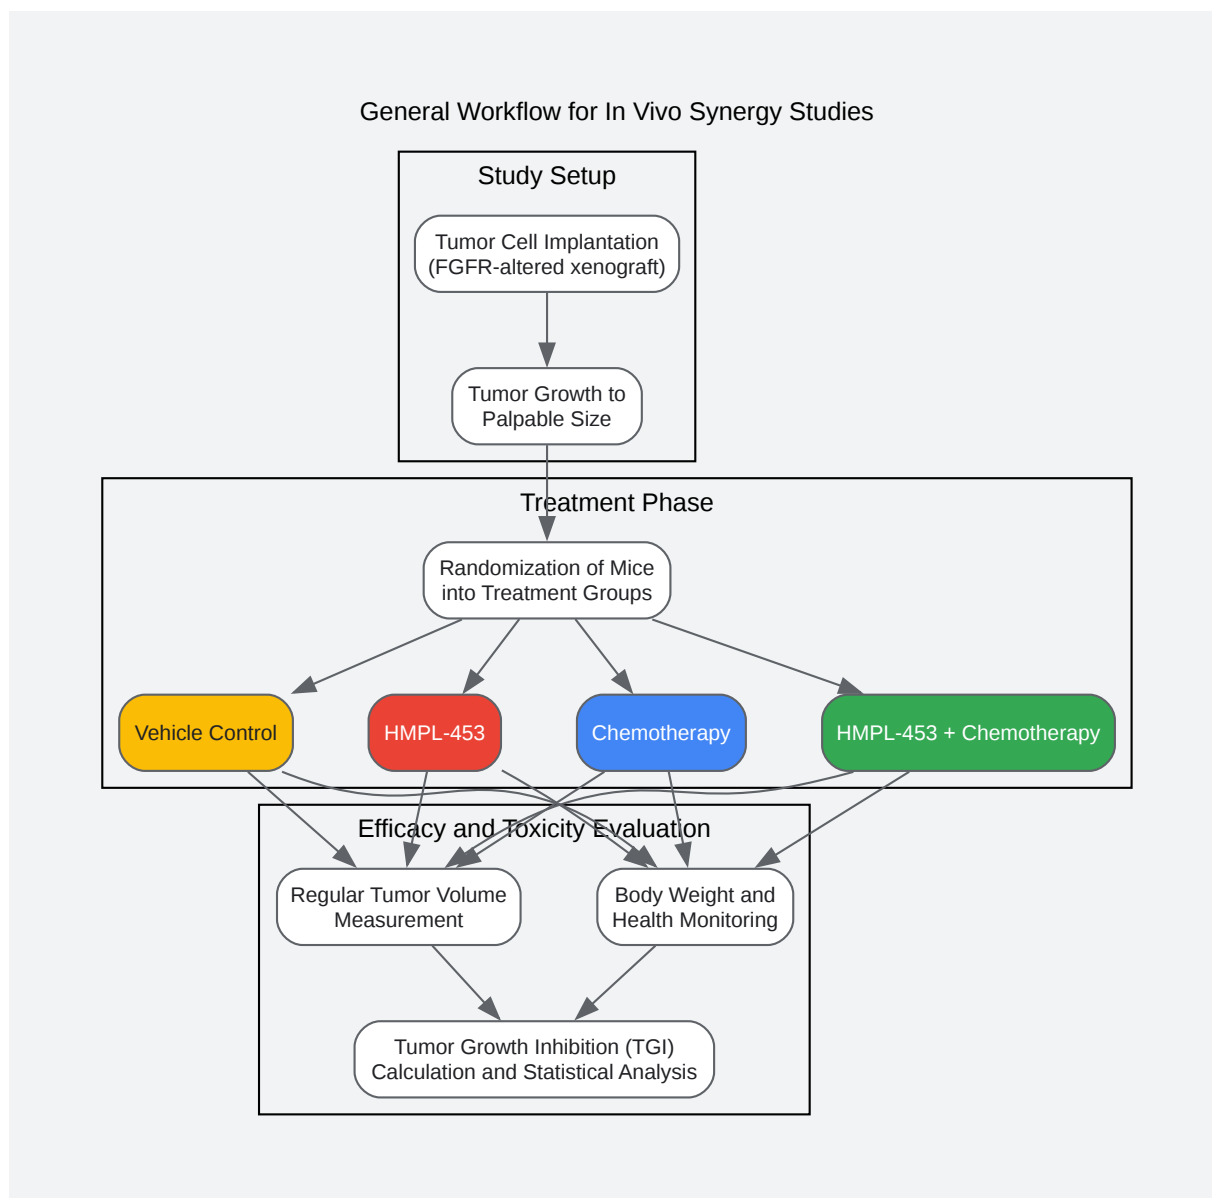 General Workflow for In Vivo Synergy Studies
Study Setup
Tumor Cell Implantation
(FGFR-altered xenograft)
Tumor Growth to
Palpable Size
Treatment Phase
Randomization of Mice
into Treatment Groups
Vehicle Control
HMPL-453
Chemotherapy
HMPL-453 + Chemotherapy
Efficacy and Toxicity Evaluation
Regular Tumor Volume
Measurement
Body Weight and
Health Monitoring
Tumor Growth Inhibition (TGI)
Calculation and Statistical Analysis